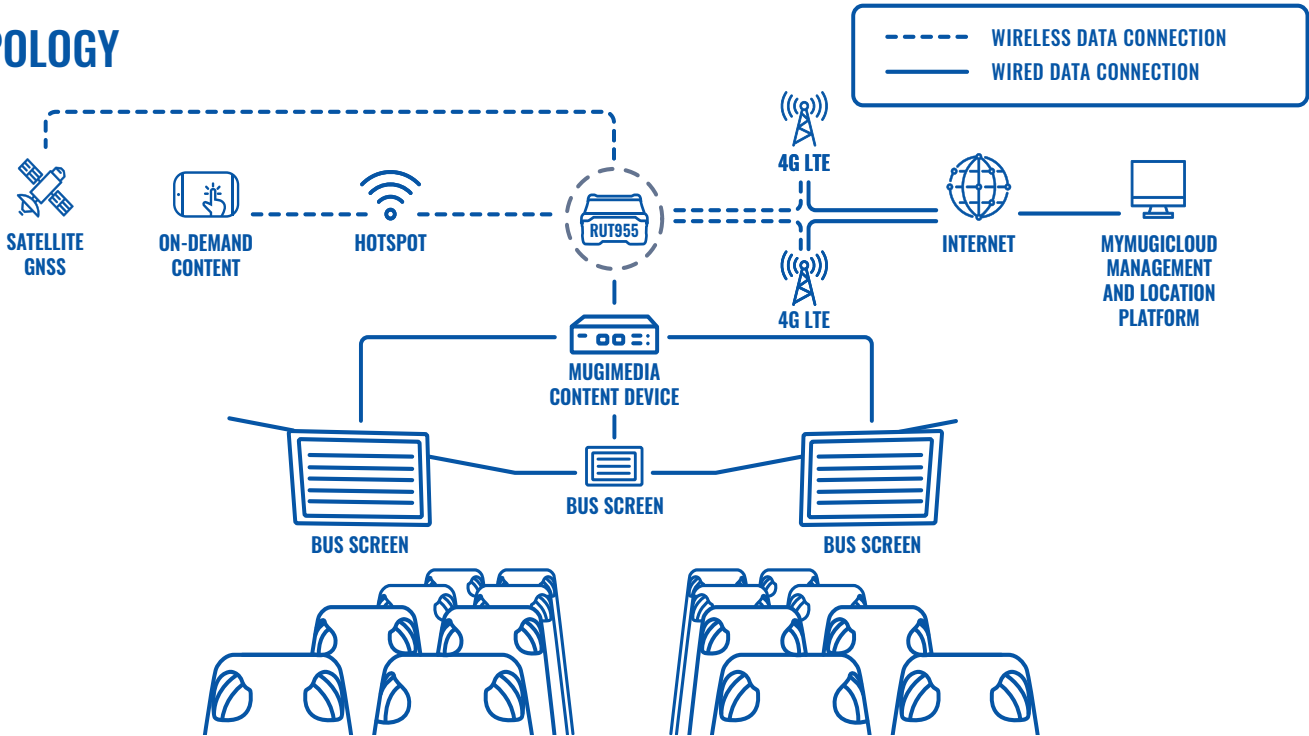 POLOGY
WIRELESS DATA CONNECTION
WIRED DATA CONNECTION
4G LTE
SATELLITE
GNSS
ON-DEMAND
CONTENT
HOTSPOT
RUT955
4G LTE
INTERNET
MYMUGICLOUD
MANAGEMENT
AND LOCATION
PLATFORM
MUGIMEDIA
CONTENT DEVICE
BUS SCREEN
BUS SCREEN
BUS SCREEN